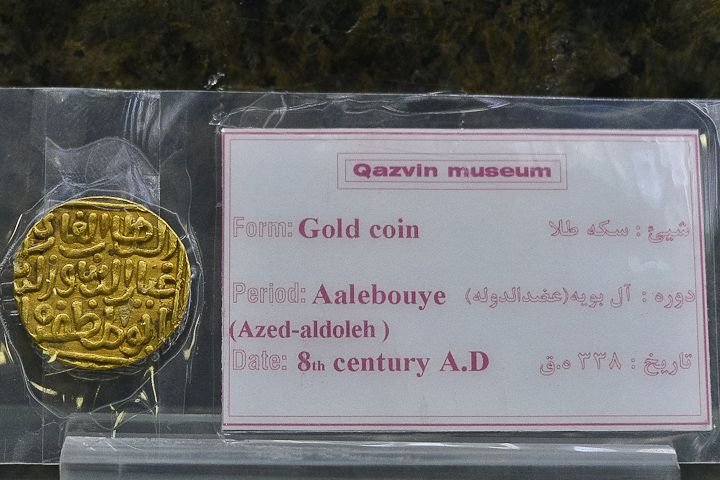 Qazvin museum
Form: Gold coin
شیئ : سکه طلا
Period: Aalebouye
دوره : آل بویه(عضدالدوله)
(Azed-aldoleh )
Date: 8th century A.D
تاریخ : ۳۳۸ ه.ق